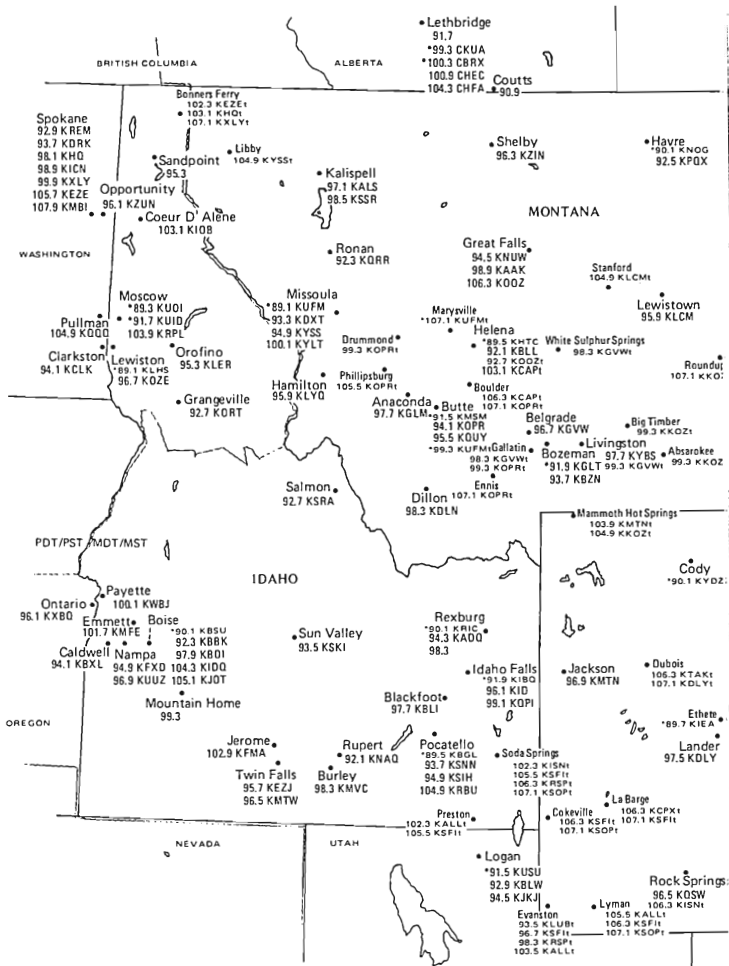 Lethbridge
91.7
*99.3 CKUA
*100.3 CBRX
100.9 CHEC
104.3 CHFA
BRITISH COLUMBIA
ALBERTA
Coutts
90.9
Bonners Ferry
102.3 KEZEt
103.1 KHQt
107.1 KXLYt
Spokane
92.9 KREM
93.7 KDRK
98.1 KHQ
98.9 KICN
99.9 KXLY
105.7 KEZE
107.9 KMBI
Libby
104.9 KYSSt
Sandpoint
95.3
Shelby
96.3 KZIN
Havre
*90.1 KNOG
92.5 KPQX
Kalispell
97.1 KALS
98.5 KSSR
Opportunity
96.1 KZUN
Coeur D' Alene
103.1 KIOB
MONTANA
WASHINGTON
Ronan
92.3 KQRR
Great Falls
94.5 KNUW
98.9 KAAK
106.3 KOOZ
Stanford
104.9 KLCMt
Lewistown
95.9 KLCM
Moscow
*89.3 KUOI
*91.7 KUID
103.9 KRPL
Pullman
104.9 KQQQ
Missoula
*89.1 KUFM
93.3 KDXT
94.9 KYSS
100.1 KYLT
Marysville
*107.1 KUFMt
Helena
*89.5 KHTC
92.1 KBLL
92.7 KOOZt
103.1 KCAPt
White Sulphur Springs
98.3 KGVWt
Drummond
99.3 KOPRt
Clarkston
94.1 KCLK
Lewiston
*89.1 KLHS
96.7 KOZE
Orofino
95.3 KLER
Roundup
107.1 KKO
Hamilton
95.9 KLYQ
Phillipsburg
105.5 KOPRt
Boulder
106.3 KCAPt
107.1 KOPRt
Grangeville
92.7 KORT
Anaconda
97.7 KGLM
Butte
*91.5 KMSM
94.1 KOPR
95.5 KQUY
*99.3 KUFMt
Belgrade
96.7 KGVW
Big Timber
99.3 KKOZt
Gallatin
98.3 KGVWt
99.3 KOPRt
Bozeman
*91.9 KGLT
93.7 KBZN
Livingston
97.7 KYBS
99.3 KGVWt
Absarokee
99.3 KKOZ
Salmon
92.7 KSRA
Dillon
98.3 KDLN
Ennis
107.1 KOPRt
Mammoth Hot Springs
103.9 KMTNt
104.9 KKOZt
PDT/PST MDT/MST
IDAHO
Cody
*90.1 KYDZ
Payette
100.1 KWBJ
Ontario
96.1 KXBQ
Emmett
101.7 KMFE
Boise
*90.1 KBSU
92.3 KBBK
97.9 KBOI
104.3 KIDQ
105.1 KJOT
Sun Valley
93.5 KSKI
Rexburg
*90.1 KRIC
94.3 KADQ
98.3
Caldwell
94.1 KBXL
Nampa
94.9 KFXD
96.9 KUUZ
Idaho Falls
*91.9 KIBQ
96.1 KID
99.1 KQPI
Jackson
96.9 KMTN
Dubois
106.3 KTAKt
107.1 KDLYt
Mountain Home
99.3
Blackfoot
97.7 KBLI
Ethete
*89.7 KIEA
OREGON
Lander
97.5 KDLY
Jerome
102.9 KFMA
Rupert
92.1 KNAQ
Pocatello
*89.5 KBGL
93.7 KSNN
94.9 KSIH
104.9 KRBU
Soda Springs
102.3 KISNt
105.5 KSFIt
106.3 KRSPt
107.1 KSOPt
Twin Falls
95.7 KEZJ
96.5 KMTW
Burley
98.3 KMVC
La Barge
106.3 KCPXt
107.1 KSFIt
Preston
102.3 KALLt
105.5 KSFIt
Cokeville
106.3 KSFIt
107.1 KSOPt
NEVADA
UTAH
Logan
*91.5 KUSU
92.9 KBLW
94.5 KJKJ
Rock Springs
96.5 KQSW
106.3 KISNt
Evanston
93.5 KLUBt
96.7 KSFIt
98.3 KRSPt
103.5 KALLt
Lyman
105.5 KALLt
106.3 KSFIt
107.1 KSOPt